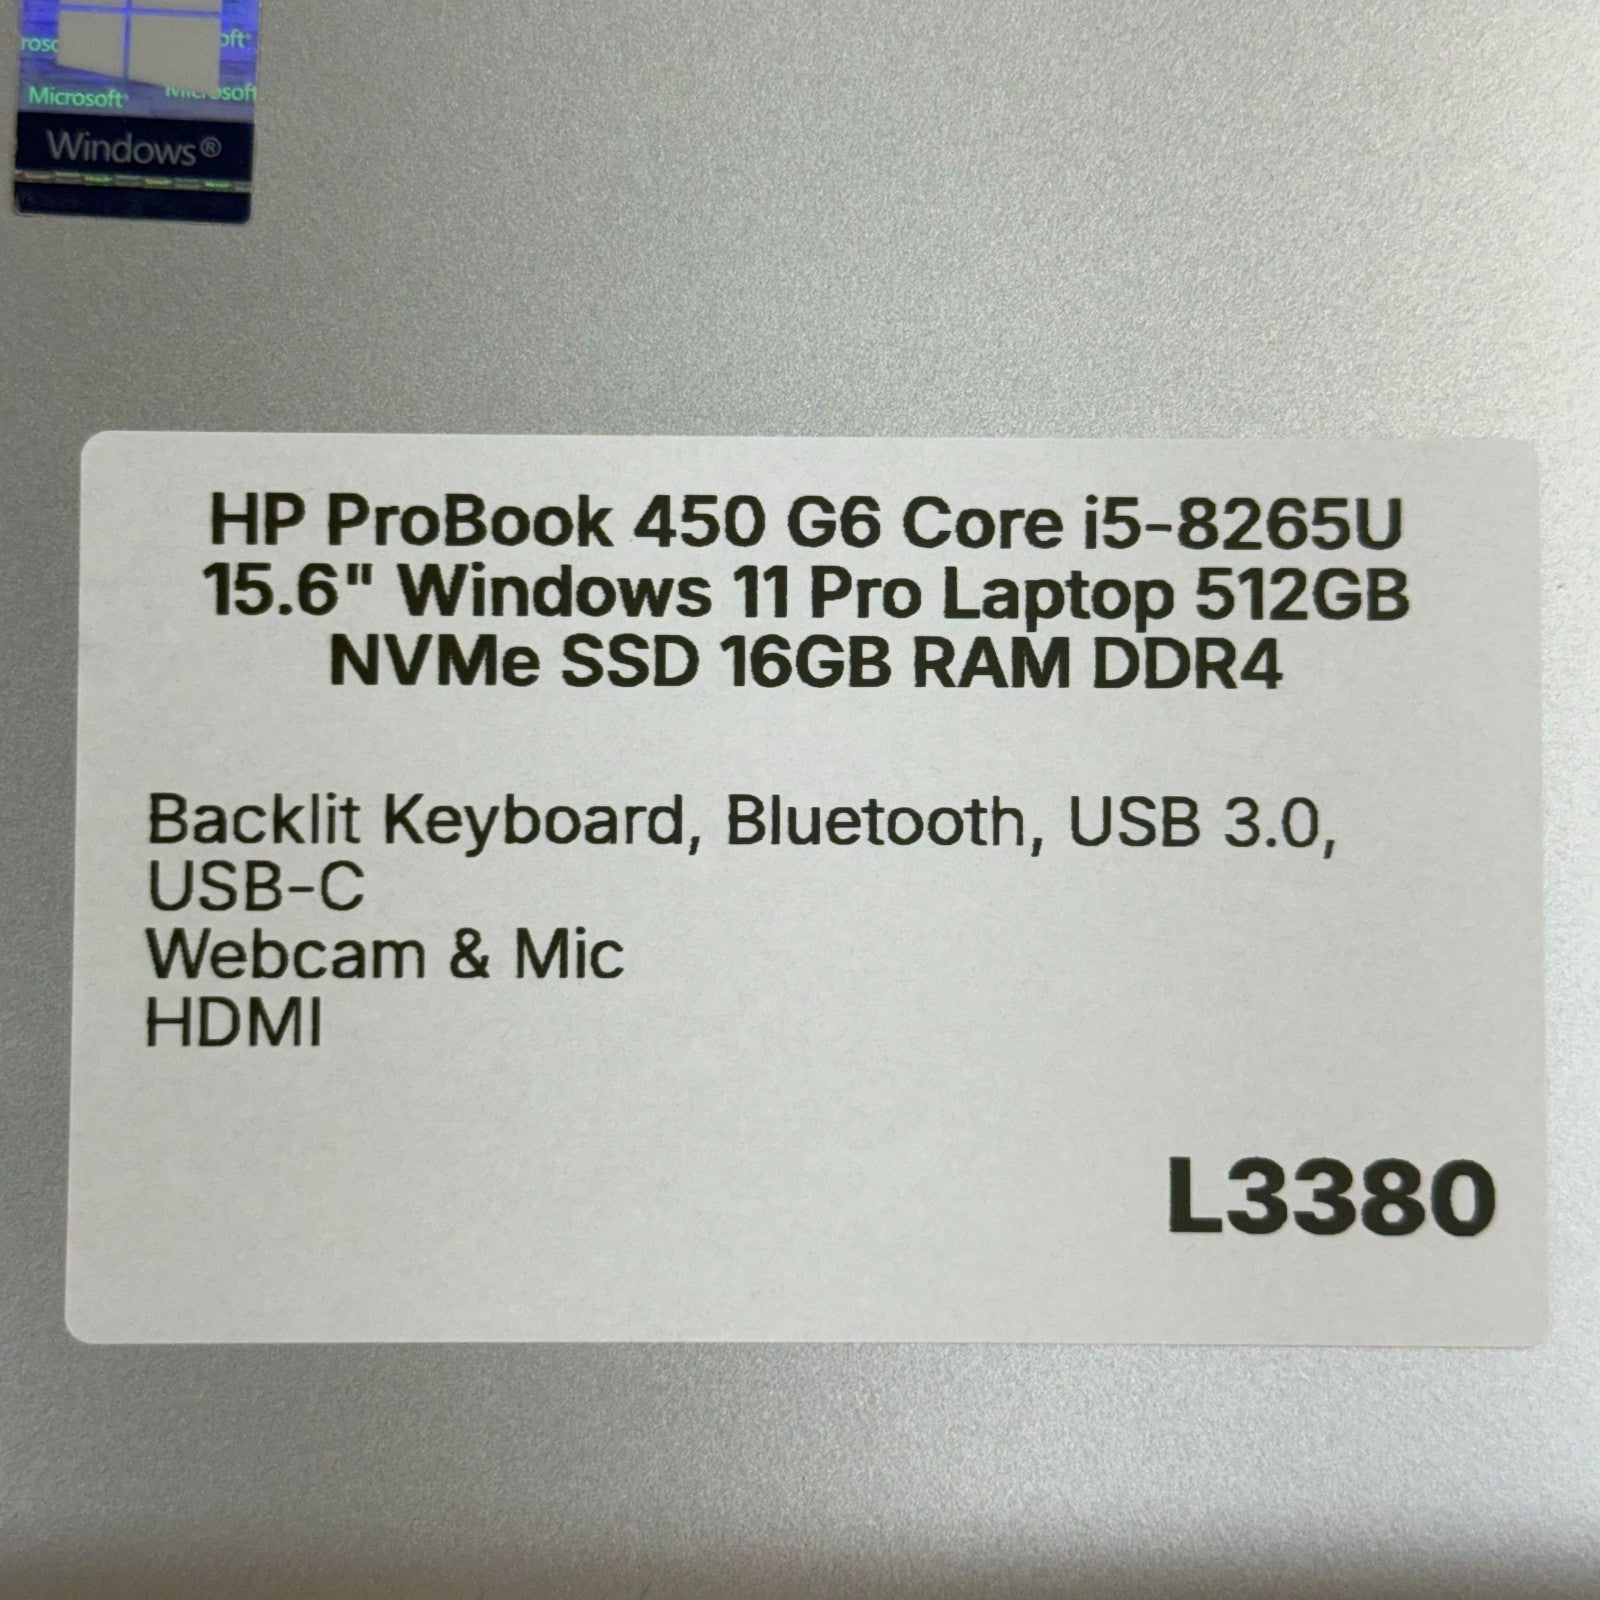 Microsoft
Windows®
HP ProBook 450 G6 Core i5-8265U
15.6" Windows 11 Pro Laptop 512GB
NVMe SSD 16GB RAM DDR4
Backlit Keyboard, Bluetooth, USB 3.0,
USB-C
Webcam & Mic
HDMI
L3380